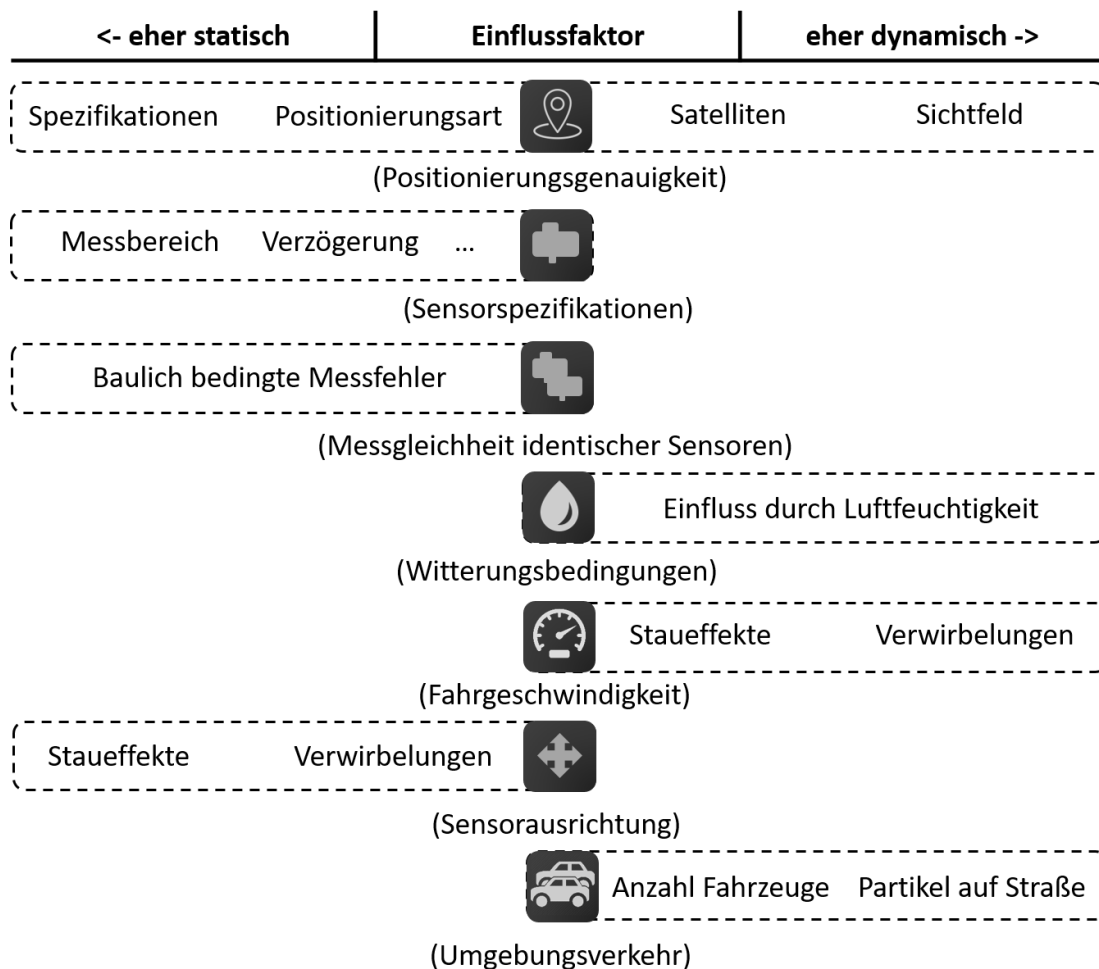 <- eher statisch Einflussfaktor eher dynamisch ->
Spezifikationen Positionierungsart Satelliten Sichtfeld
(Positionierungsgenauigkeit)
Messbereich Verzögerung ...
(Sensorspezifikationen)
Baulich bedingte Messfehler
(Messgleichheit identischer Sensoren)
Einfluss durch Luftfeuchtigkeit
(Witterungsbedingungen)
Staueffekte Verwirbelungen
(Fahrgeschwindigkeit)
Staueffekte Verwirbelungen
(Sensorausrichtung)
Anzahl Fahrzeuge Partikel auf Straße
(Umgebungsverkehr)